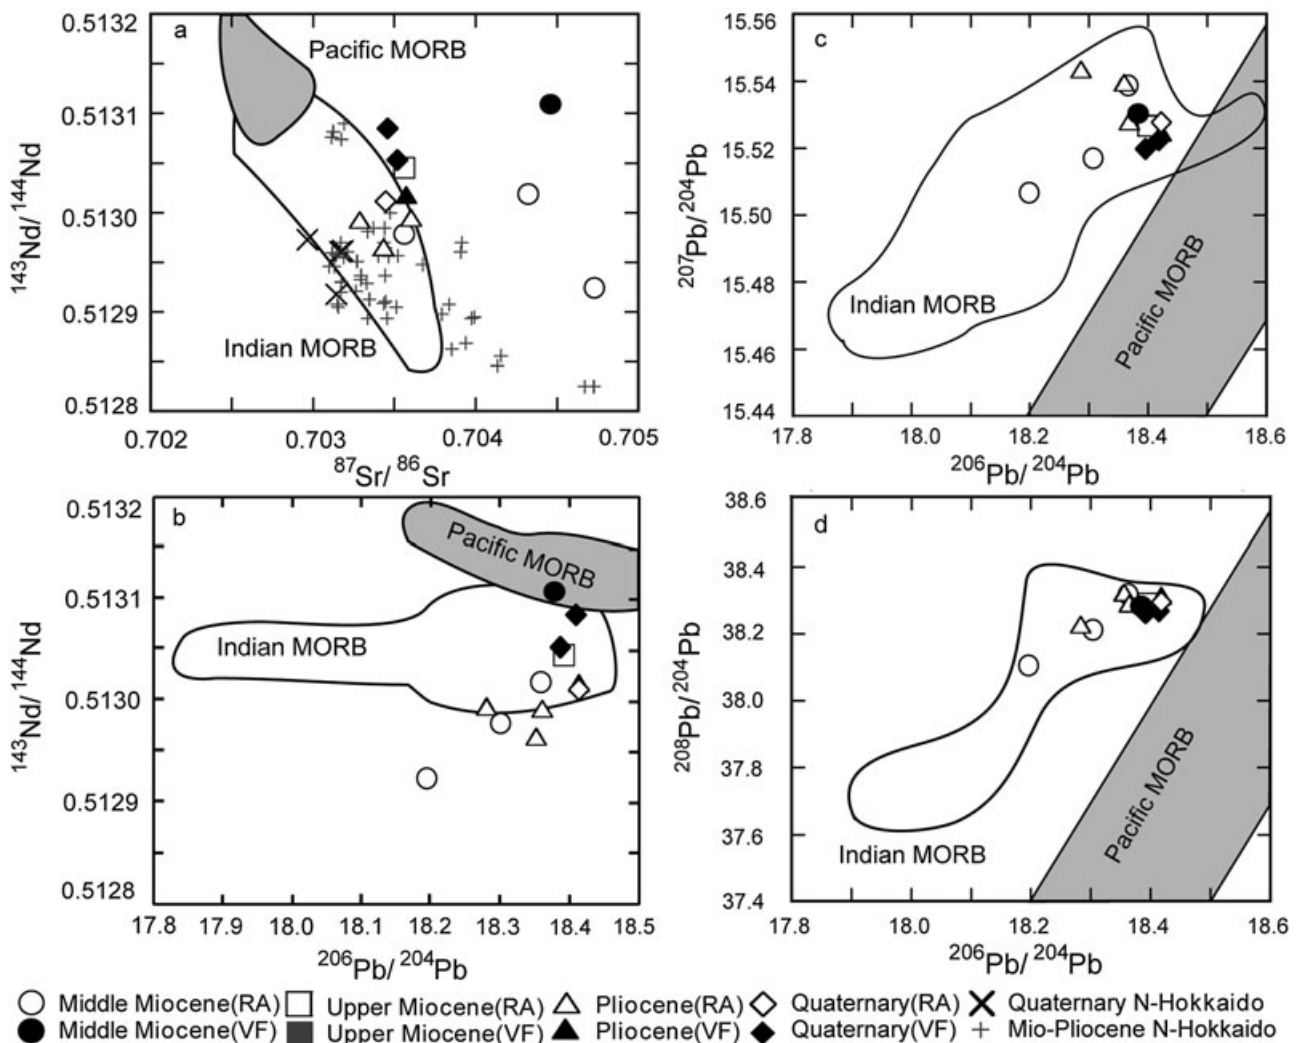 a
Pacific MORB
Indian MORB
0.5132
0.5131
0.5130
0.5129
0.5128
143Nd/ 144Nd
0.702
0.703
0.704
0.705
87Sr/ 86Sr
c
Indian MORB
Pacific MORB
15.56
15.54
15.52
15.50
15.48
15.46
15.44
207Pb/ 204Pb
17.8
18.0
18.2
18.4
18.6
206Pb/ 204Pb
b
Pacific MORB
Indian MORB
0.5132
0.5131
0.5130
0.5129
0.5128
143Nd/ 144Nd
17.8
17.9
18.0
18.1
18.2
18.3
18.4
18.5
206Pb/ 204Pb
d
Indian MORB
Pacific MORB
38.6
38.4
38.2
38.0
37.8
37.6
37.4
208Pb/ 204Pb
17.8
18.0
18.2
18.4
18.6
206Pb/ 204Pb
Middle Miocene(RA)
Upper Miocene(RA)
Pliocene(RA)
Quaternary(RA)
Quaternary N-Hokkaido
Middle Miocene(VF)
Upper Miocene(VF)
Pliocene(VF)
Quaternary(VF)
Mio-Pliocene N-Hokkaido